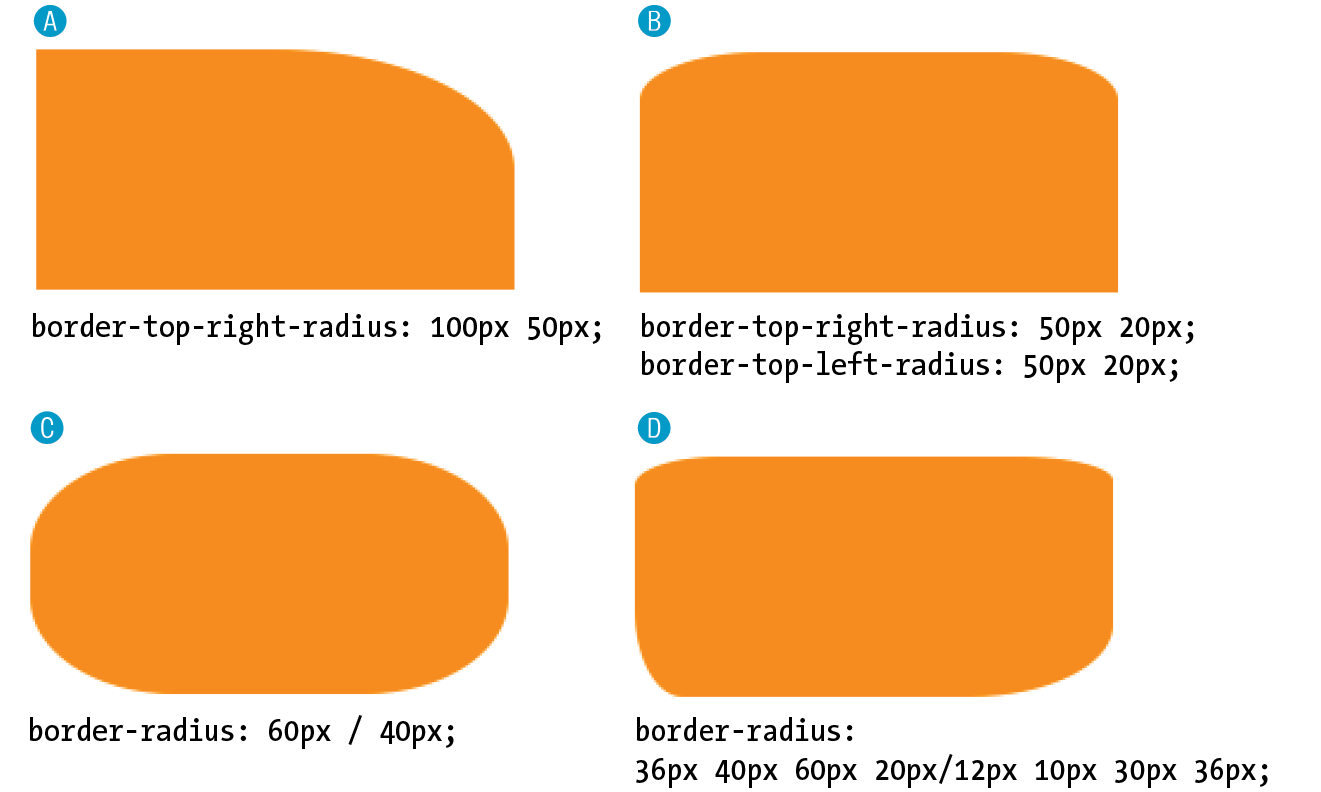 A
B
border-top-right-radius: 100px 50px;
border-top-right-radius: 50px 20px;
border-top-left-radius: 50px 20px;
C
D
border-radius: 60px / 40px;
border-radius:
36px 40px 60px 20px/12px 10px 30px 36px;